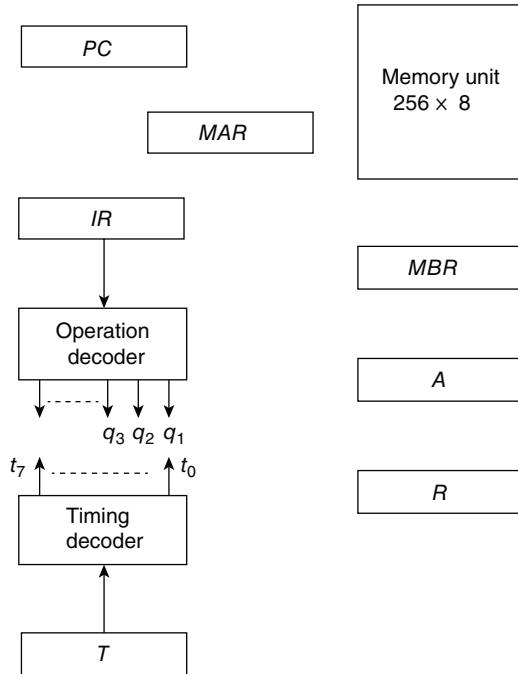 PC
Memory unit
256 × 8
MAR
IR
MBR
Operation
decoder
A
q₃ q₂ q₁
t₇ t₀
R
Timing
decoder
T